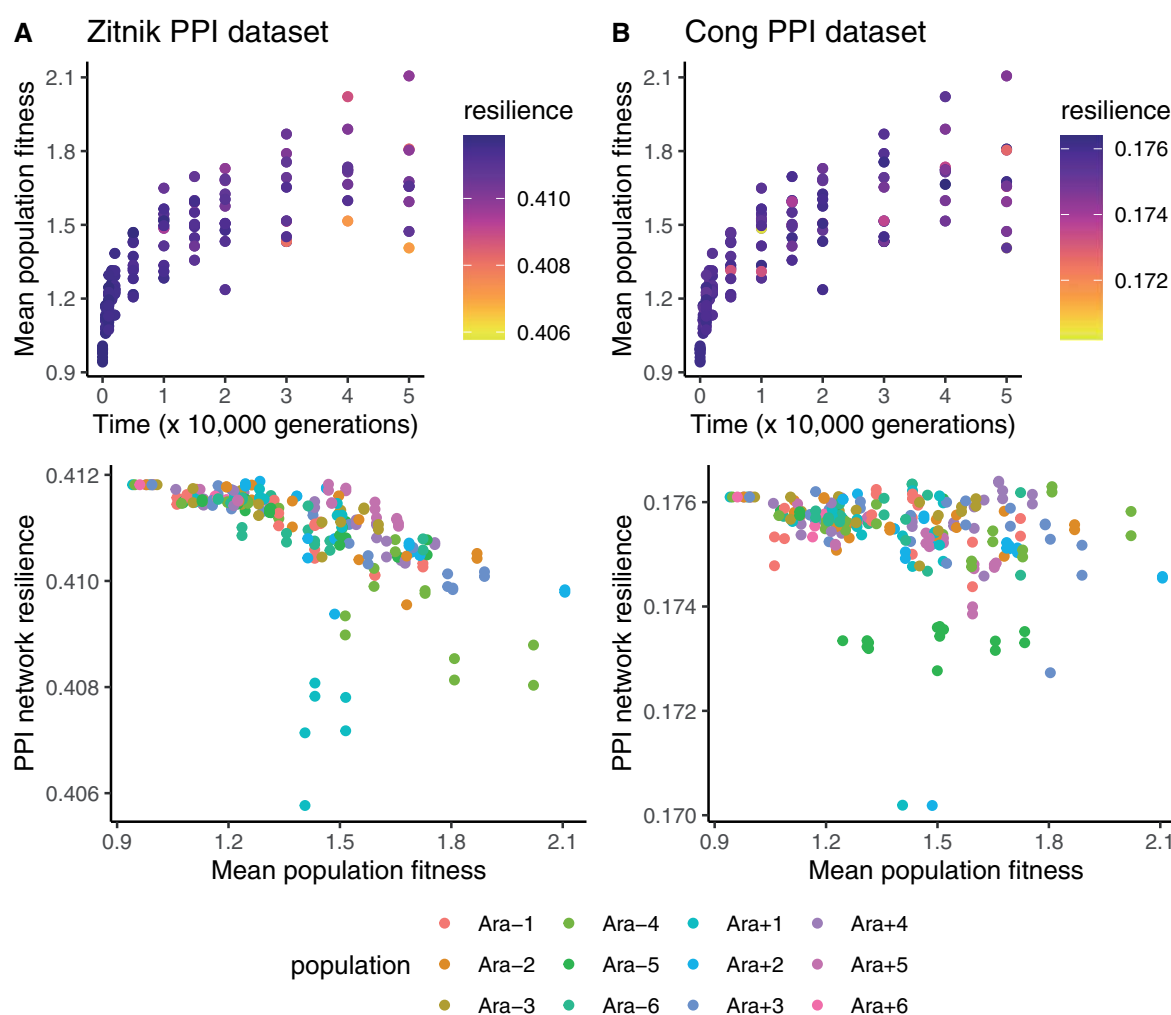 A Zitnik PPI dataset
Mean population fitness
2.1
1.8
1.5
1.2
0.9
0 1 2 3 4 5
Time (x 10,000 generations)
resilience
0.410
0.408
0.406
B Cong PPI dataset
Mean population fitness
2.1
1.8
1.5
1.2
0.9
0 1 2 3 4 5
Time (x 10,000 generations)
resilience
0.176
0.174
0.172
PPI network resilience
0.412
0.410
0.408
0.406
0.9 1.2 1.5 1.8 2.1
Mean population fitness
PPI network resilience
0.176
0.174
0.172
0.170
0.9 1.2 1.5 1.8 2.1
Mean population fitness
population
Ara−1 Ara−4 Ara+1 Ara+4
Ara−2 Ara−5 Ara+2 Ara+5
Ara−3 Ara−6 Ara+3 Ara+6